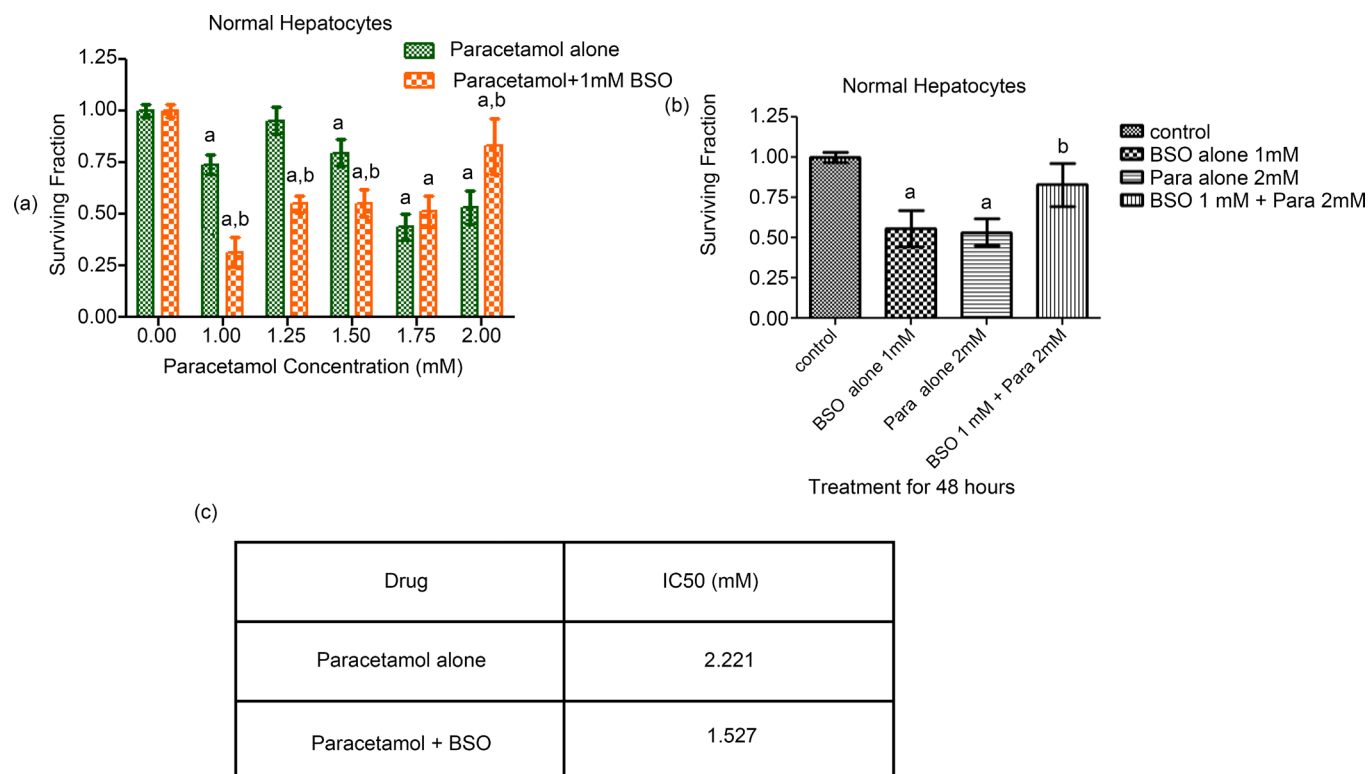 Normal Hepatocytes
Paracetamol alone
Paracetamol+1mM BSO
(a)
Surviving Fraction
1.25
1.00
0.75
0.50
0.25
0.00
a
a,b
a,b
a
a,b
a
a
a
a,b
0.00 1.00 1.25 1.50 1.75 2.00
Paracetamol Concentration (mM)
(b)
Normal Hepatocytes
Surviving Fraction
1.25
1.00
0.75
0.50
0.25
0.00
a
a
b
control
BSO alone 1mM
Para alone 2mM
BSO 1 mM + Para 2mM
control
BSO alone 1mM
Para alone 2mM
BSO 1 mM + Para 2mM
Treatment for 48 hours
(c)
Drug IC50 (mM)
Paracetamol alone 2.221
Paracetamol + BSO 1.527